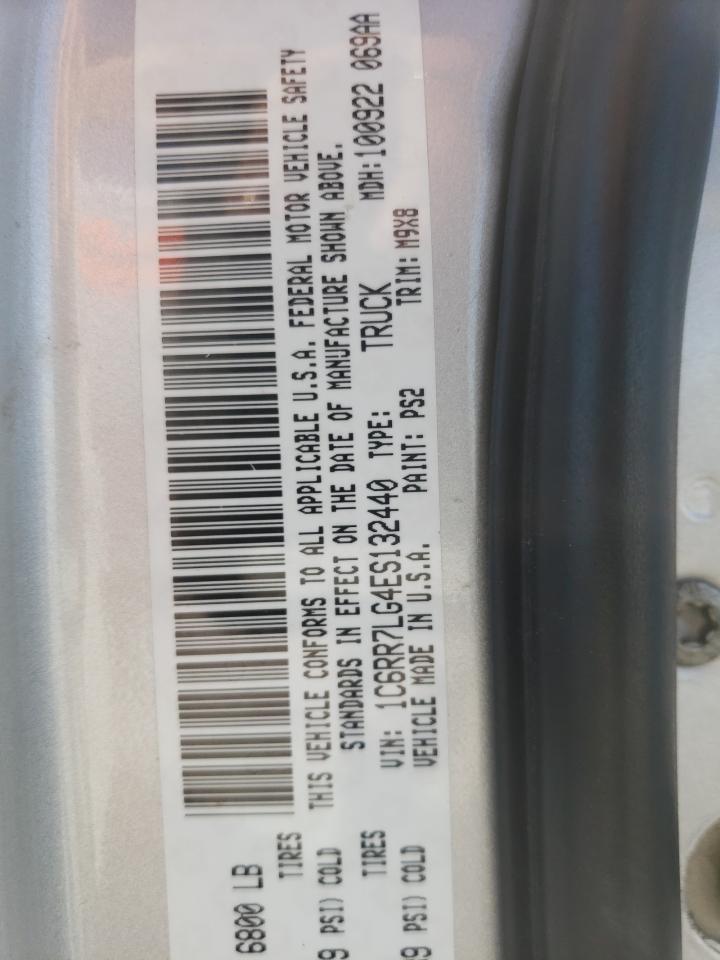 6800 LB
TIRES
9 PSI) COLD
TIRES
9 PSI) COLD
THIS VEHICLE CONFORMS TO ALL APPLICABLE U.S.A. FEDERAL MOTOR VEHICLE SAFETY
STANDARDS IN EFFECT ON THE DATE OF MANUFACTURE SHOWN ABOVE.
VIN: 1C6RR7LG4ES132440 TYPE: TRUCK MDH:100922 069AA
VEHICLE MADE IN U.S.A. PAINT: PS2 TRIM: M9X8